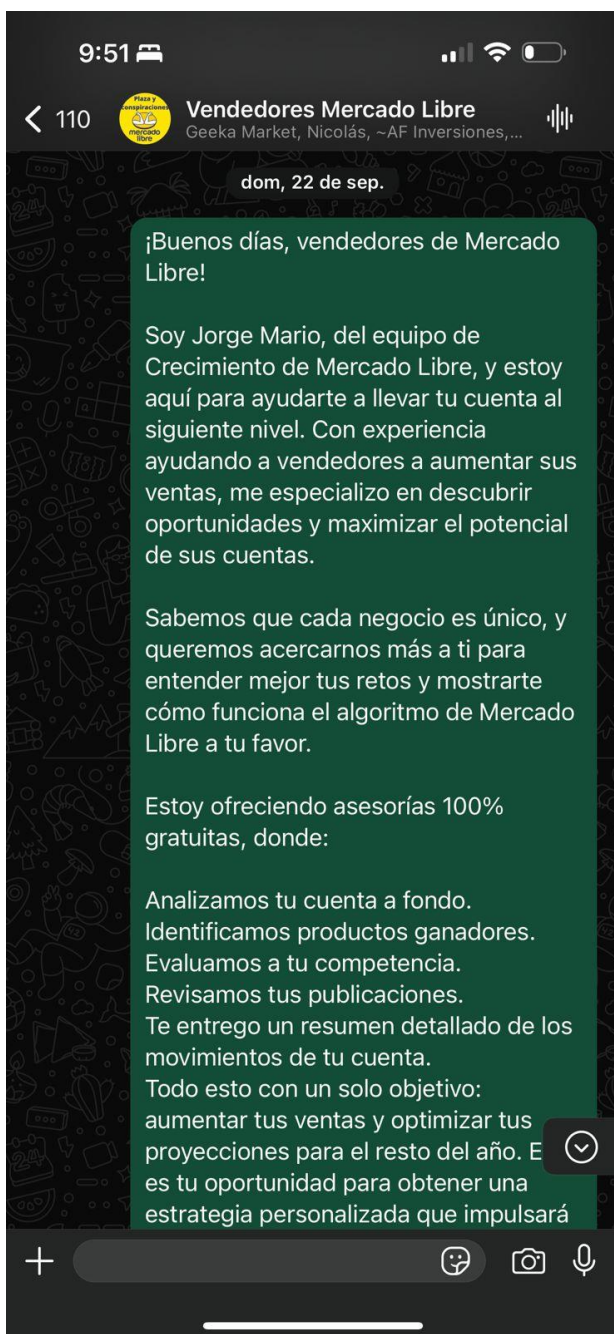 9:51
110
Plaza y
conspiraciones
mercado
libre
Vendedores Mercado Libre
Geeka Market, Nicolás, ~AF Inversiones,...
dom, 22 de sep.
¡Buenos días, vendedores de Mercado
Libre!
Soy Jorge Mario, del equipo de
Crecimiento de Mercado Libre, y estoy
aquí para ayudarte a llevar tu cuenta al
siguiente nivel. Con experiencia
ayudando a vendedores a aumentar sus
ventas, me especializo en descubrir
oportunidades y maximizar el potencial
de sus cuentas.
Sabemos que cada negocio es único, y
queremos acercarnos más a ti para
entender mejor tus retos y mostrarte
cómo funciona el algoritmo de Mercado
Libre a tu favor.
Estoy ofreciendo asesorías 100%
gratuitas, donde:
Analizamos tu cuenta a fondo.
Identificamos productos ganadores.
Evaluamos a tu competencia.
Revisamos tus publicaciones.
Te entrego un resumen detallado de los
movimientos de tu cuenta.
Todo esto con un solo objetivo:
aumentar tus ventas y optimizar tus
proyecciones para el resto del año. E
es tu oportunidad para obtener una
estrategia personalizada que impulsará